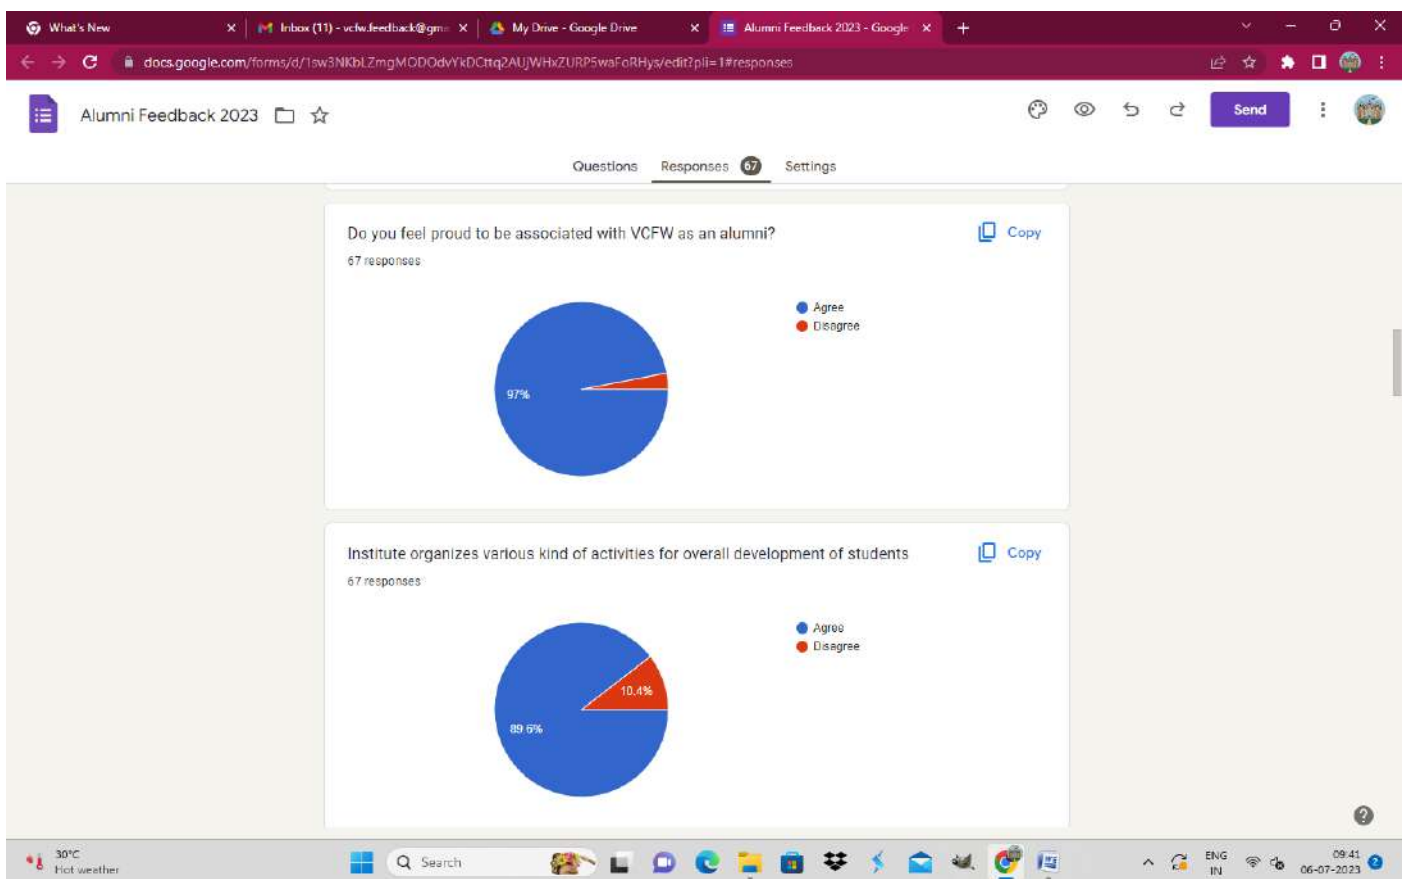 What's New
Inbox (11) - vcfw.feedback@gma
My Drive - Google Drive
Alumni Feedback 2023 - Google
docs.google.com/forms/d/
/edit?pli=1#responses
Alumni Feedback 2023
Send
Questions Responses 67 Settings
Do you feel proud to be associated with VCFW as an alumni?
Copy
67 responses
Agree
Disagree
97%
Institute organizes various kind of activities for overall development of students
Copy
67 responses
Agree
Disagree
10.4%
89.6%
30°C
Hot weather
Search
ENG
IN
09:41
06-07-2023
2